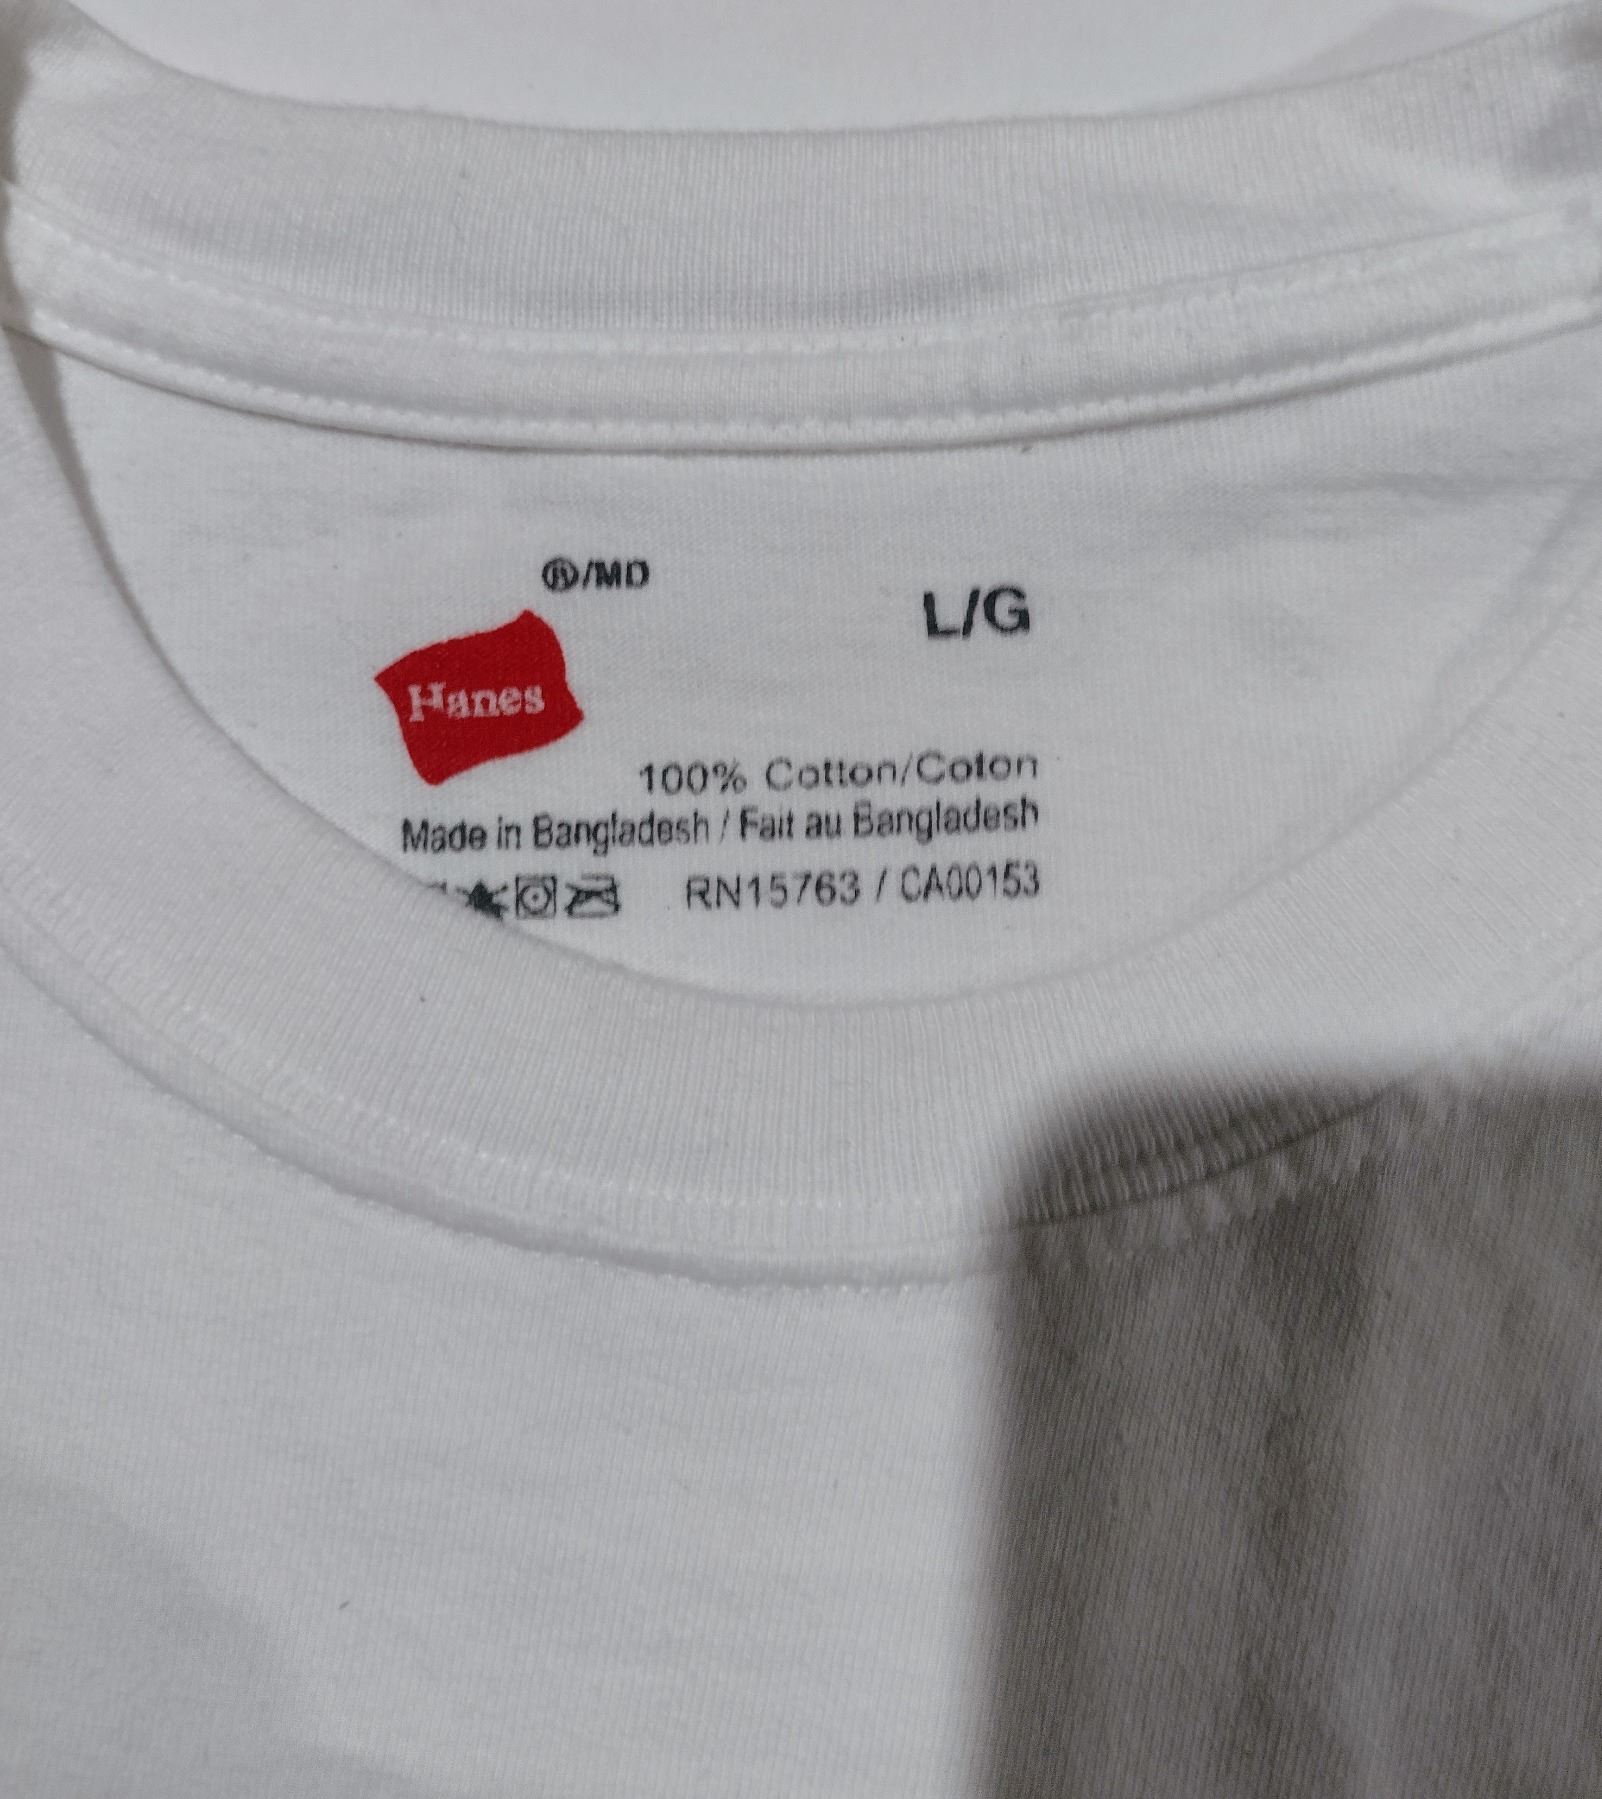 ®/MD
L/G
Hanes
100% Cotton/Coton
Made in Bangladesh / Fait au Bangladesh
RN15763 / CA00153